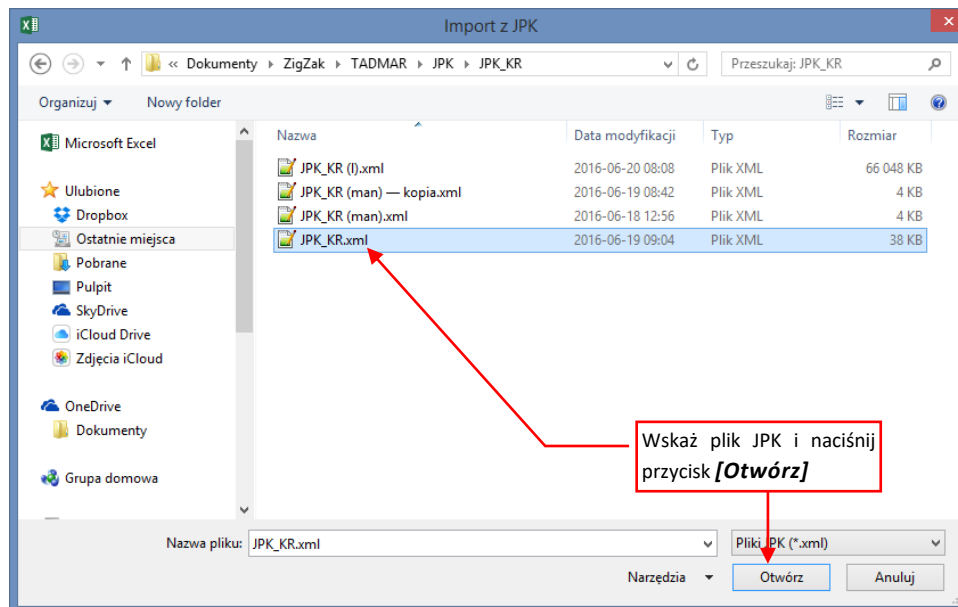 Import z JPK
« Dokumenty ▸ ZigZak ▸ TADMAR ▸ JPK ▸ JPK_KR
Przeszukaj: JPK_KR
Organizuj
Nowy folder
Microsoft Excel
Ulubione
Dropbox
Ostatnie miejsca
Pobrane
Pulpit
SkyDrive
iCloud Drive
Zdjęcia iCloud
OneDrive
Dokumenty
Grupa domowa
Nazwa Data modyfikacji Typ Rozmiar
JPK_KR (l).xml 2016-06-20 08:08 Plik XML 66 048 KB
JPK_KR (man) — kopia.xml 2016-06-19 08:42 Plik XML 4 KB
JPK_KR (man).xml 2016-06-18 12:56 Plik XML 4 KB
JPK_KR.xml 2016-06-19 09:04 Plik XML 38 KB
Wskaż plik JPK i naciśnij
przycisk [Otwórz]
Nazwa pliku: JPK_KR.xml
Pliki JPK (*.xml)
Narzędzia
Otwórz
Anuluj